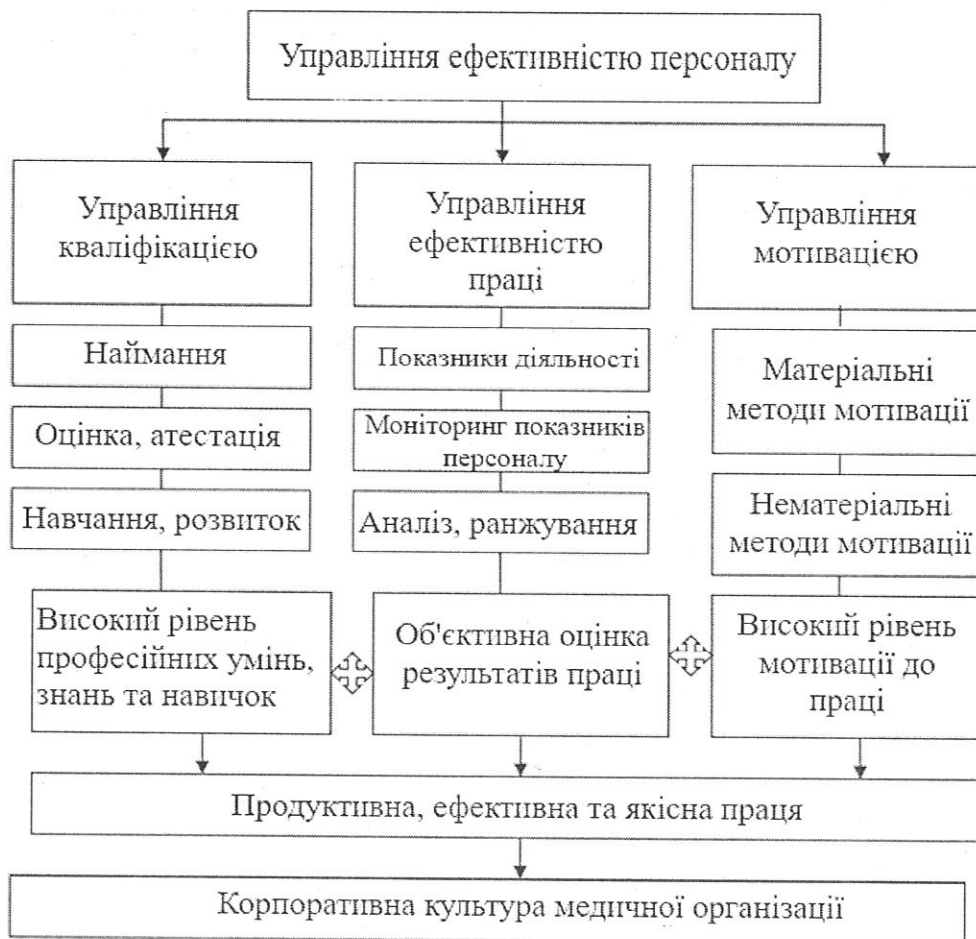 Управління ефективністю персоналу
Управління
кваліфікацією
Управління
ефективністю
праці
Управління
мотивацією
Наймання
Оцінка, атестація
Навчання, розвиток
Показники діяльності
Моніторинг показників
персоналу
Аналіз, ранжування
Матеріальні
методи мотивації
Нематеріальні
методи мотивації
Високий рівень
професійних умінь,
знань та навичок
Об'єктивна оцінка
результатів праці
Високий рівень
мотивації до
праці
Продуктивна, ефективна та якісна праця
Корпоративна культура медичної організації